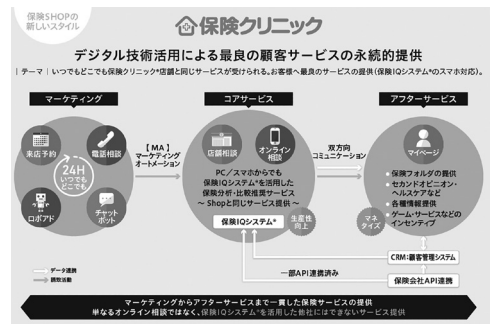 保険SHOPの
新しいスタイル
保険クリニック
デジタル技術活用による最良の顧客サービスの永続的提供
| テーマ | いつでもどこでも保険クリニック®店舗と同じサービスが受けられる。お客様へ最良のサービスの提供(保険IQシステム®のスマホ対応)。
マーケティング
来店予約
電話相談
24H
いつでも
どこでも
ロボアド
チャット
ボット
【 MA 】
マーケティング
オートメーション
コアサービス
店舗相談
オンライン
相談
PC/スマホからでも
保険IQシステム®を活用した
保険分析・比較推奨サービス
〜 Shopと同じサービス提供 〜
保険IQシステム®
生産性
向上
双方向
コミュニケーション
アフターサービス
マイページ
・保険フォルダの提供
・セカンドオピニオン・
ヘルスケアなど
・各種情報提供
・ゲーム・サービスなどの
インセンティブ
マネ
タイズ
CRM:顧客管理システム
一部API連携済み
保険会社API連携
データ連携
誘致活動
マーケティングからアフターサービスまで一貫した保険サービスの提供
単なるオンライン相談ではなく、保険IQシステム®を活用した他社にはできないサービス提供